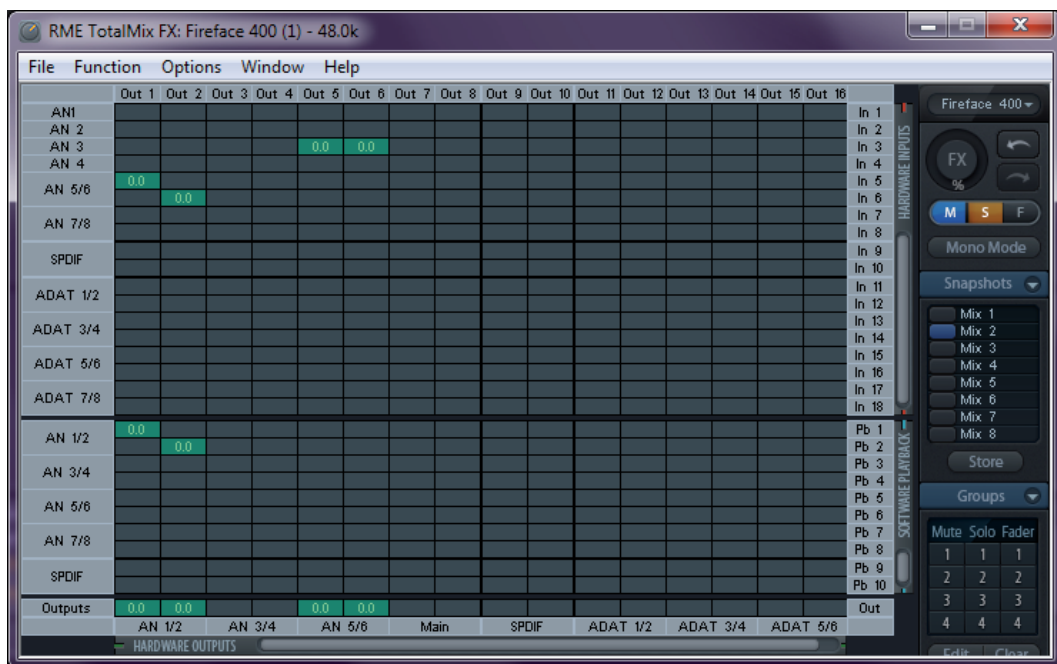 RME TotalMix FX: Fireface 400 (1) - 48.0k
File Function Options Window Help
Out 1 Out 2 Out 3 Out 4 Out 5 Out 6 Out 7 Out 8 Out 9 Out 10 Out 11 Out 12 Out 13 Out 14 Out 15 Out 16
AN1 In 1
AN 2 In 2
AN 3 0.0 0.0 In 3
AN 4 In 4
AN 5/6 0.0 In 5
0.0 In 6
AN 7/8 In 7
In 8
SPDIF In 9
In 10
ADAT 1/2 In 11
In 12
ADAT 3/4 In 13
In 14
ADAT 5/6 In 15
In 16
ADAT 7/8 In 17
In 18
HARDWARE INPUTS
AN 1/2 0.0 Pb 1
0.0 Pb 2
AN 3/4 Pb 3
Pb 4
AN 5/6 Pb 5
Pb 6
AN 7/8 Pb 7
Pb 8
SPDIF Pb 9
Pb 10
SOFTWARE PLAYBACK
Outputs 0.0 0.0 0.0 0.0 Out
AN 1/2 AN 3/4 AN 5/6 Main SPDIF ADAT 1/2 ADAT 3/4 ADAT 5/6
HARDWARE OUTPUTS
Fireface 400
FX
%
M S F
Mono Mode
Snapshots
Mix 1
Mix 2
Mix 3
Mix 4
Mix 5
Mix 6
Mix 7
Mix 8
Store
Groups
Mute Solo Fader
1 1 1
2 2 2
3 3 3
4 4 4
Edit Clear